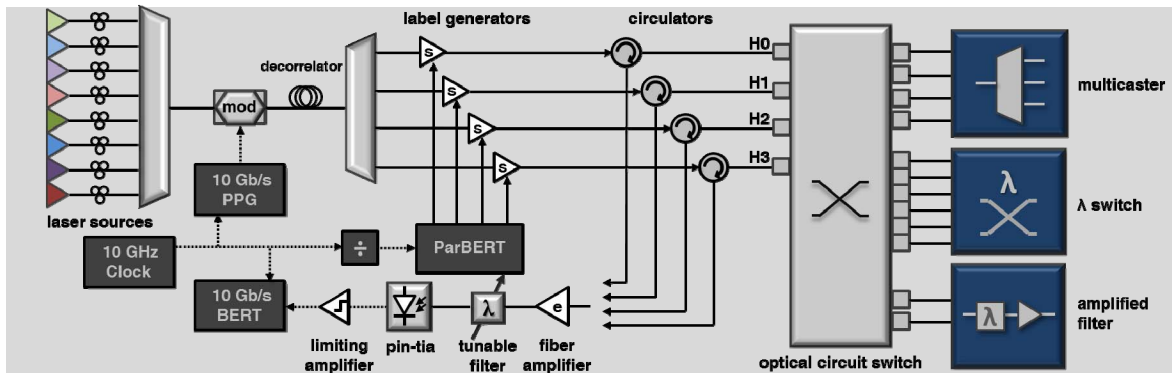 label generators
circulators
decorrelator
mod
s
s
s
s
H0
H1
H2
H3
multicaster
10 Gb/s
PPG
laser sources
10 GHz
Clock
÷
ParBERT
10 Gb/s
BERT
λ
e
limiting
amplifier
pin-tia
tunable
filter
fiber
amplifier
optical circuit switch
λ
λ switch
λ
amplified
filter